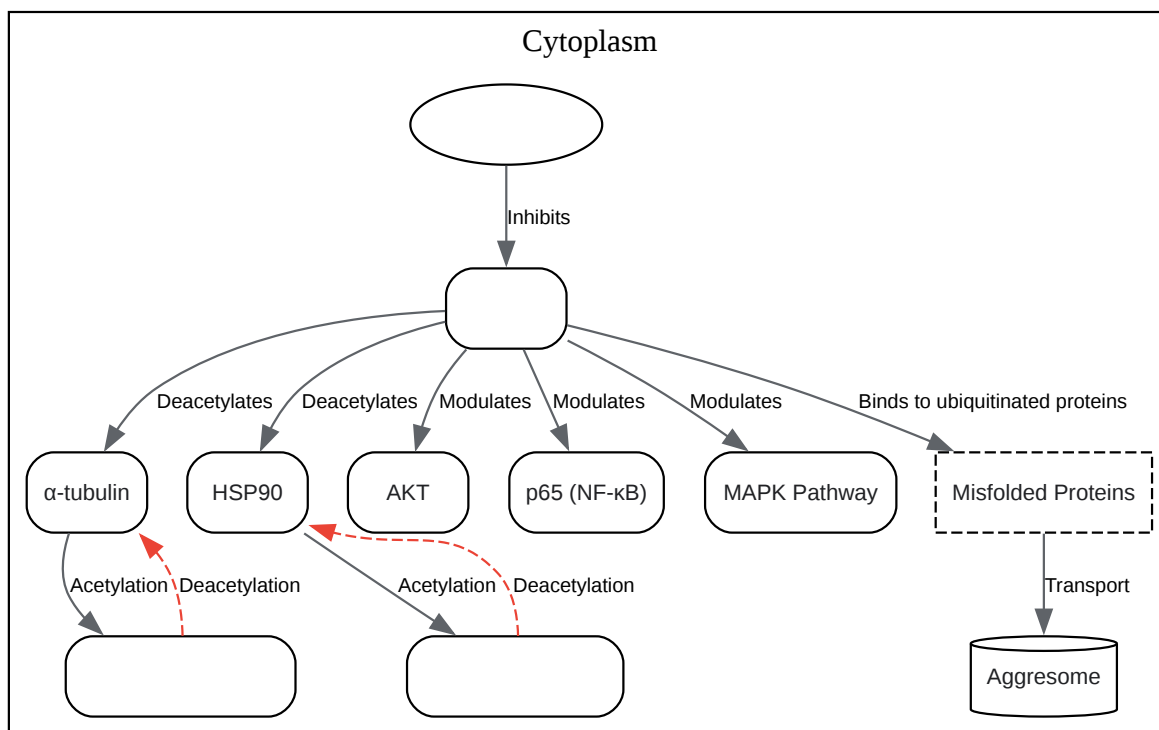 Cytoplasm
Inhibits
Deacetylates
Deacetylates
Modulates
Modulates
Modulates
Binds to ubiquitinated proteins
α-tubulin
HSP90
AKT
p65 (NF-κB)
MAPK Pathway
Misfolded Proteins
Acetylation
Deacetylation
Acetylation
Deacetylation
Transport
Aggresome